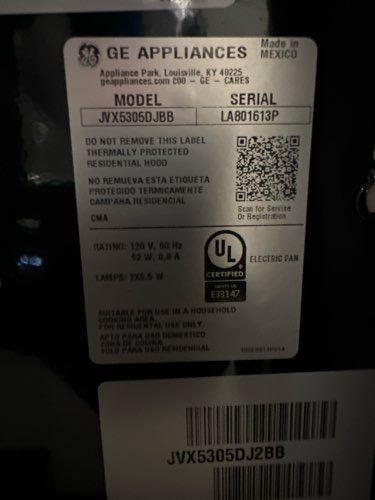 GE APPLIANCES
Made in
MEXICO
Appliance Park, Louisville, KY 40225
geappliances.com 800 - GE - CARES
MODEL SERIAL
JVX5305DJBB LA801613P
DO NOT REMOVE THIS LABEL
THERMALLY PROTECTED
RESIDENTIAL HOOD
NO REMUEVA ESTA ETIQUETA
PROTEGIDO TERMICAMENTE
CAMPANA RESIDENCIAL
CMA
Scan for Service
Or Registration
RATING: 120 V, 60 Hz
92 W, 0,8 A
LAMPS: 2X5.5 W
UL
CERTIFIED
E33147
ELECTRIC FAN
SUITABLE FOR USE IN A HOUSEHOLD
COOKING AREA.
FOR RESIDENTIAL USE ONLY
APTO PARA USO DOMESTICO
ZONA DE COCINA
SOLO PARA USO RESIDENCIAL
JVX5305DJ2BB